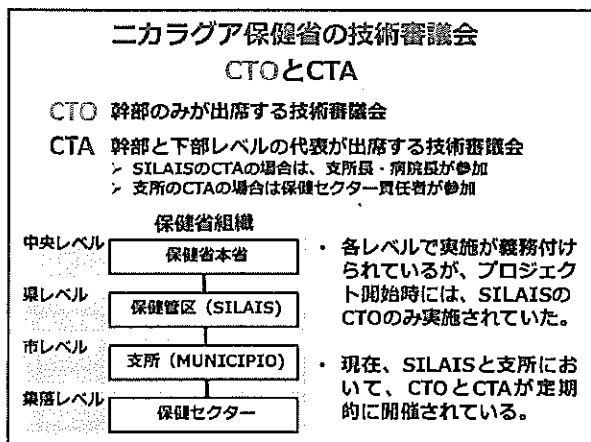 ニカラグア保健省の技術審議会
CTOとCTA
CTO 幹部のみが出席する技術審議会
CTA 幹部と下部レベルの代表が出席する技術審議会
➢ SILAISのCTAの場合は、支所長・病院長が参加
➢ 支所のCTAの場合は保健セクター責任者が参加
保健省組織
中央レベル
保健省本省
県レベル
保健管区（SILAIS）
市レベル
支所（MUNICIPIO）
集落レベル
保健セクター
• 各レベルで実施が義務付け
られているが、プロジェク
ト開始時には、SILAISの
CTOのみ実施されていた。
• 現在、SILAISと支所にお
いて、CTOとCTAが定期
的に開催されている。